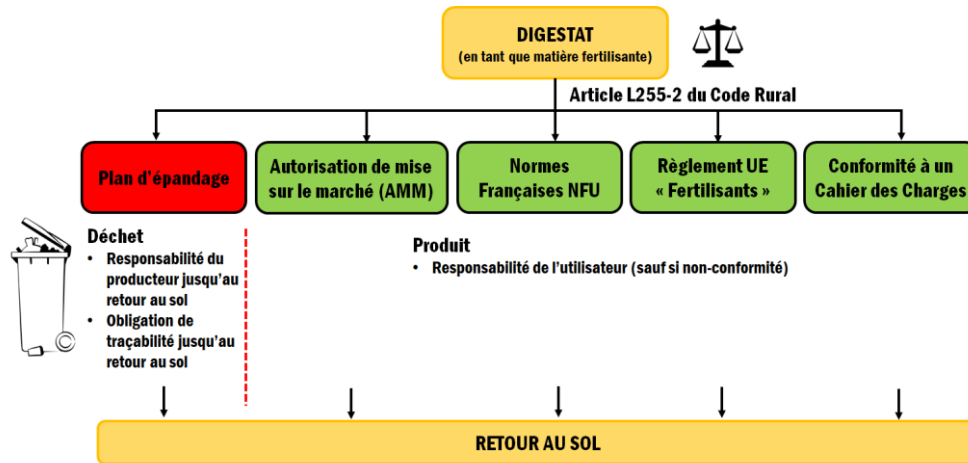 DIGESTAT
(en tant que matière fertilisante)
Article L255-2 du Code Rural
Plan d'épandage
Autorisation de mise
sur le marché (AMM)
Normes
Françaises NFU
Règlement UE
« Fertilisants »
Conformité à un
Cahier des Charges
Déchet
• Responsabilité du
producteur jusqu'au
retour au sol
• Obligation de
traçabilité jusqu'au
retour au sol
Produit
• Responsabilité de l'utilisateur (sauf si non-conformité)
RETOUR AU SOL